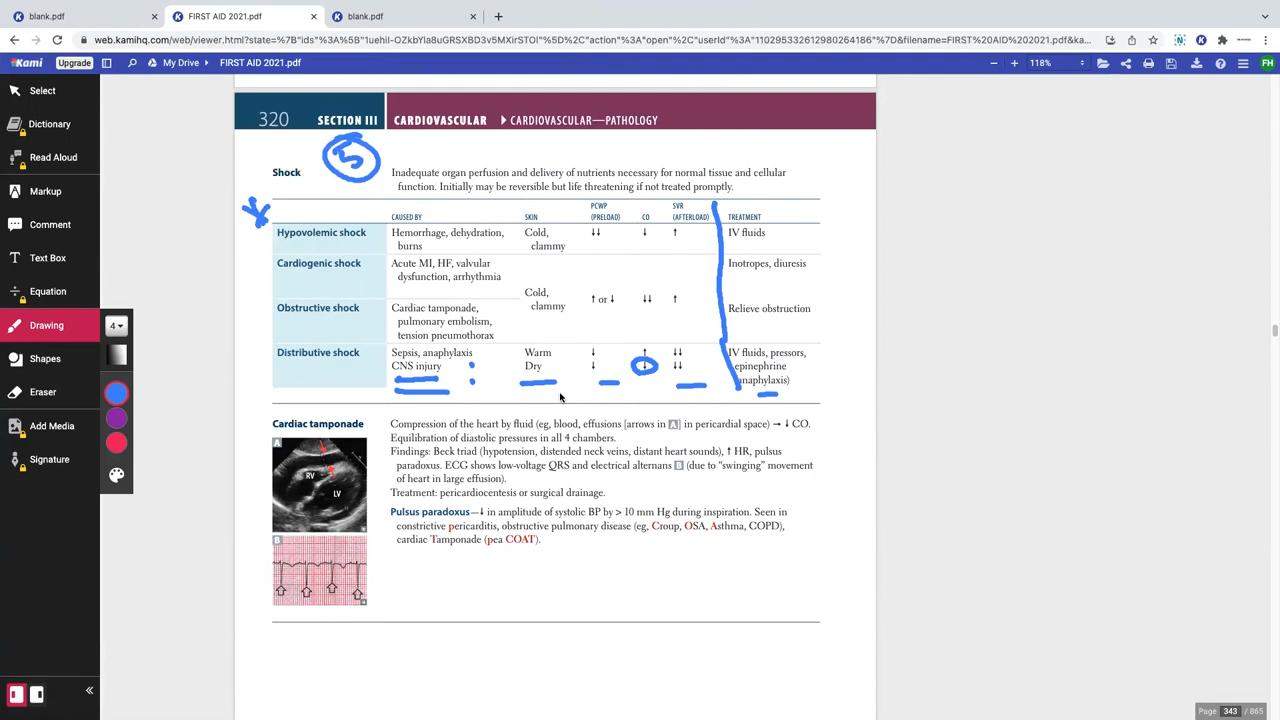 blank.pdf
FIRST AID 2021.pdf
blank.pdf
Kami
Upgrade
My Drive
FIRST AID 2021.pdf
118%
FH
Select
Dictionary
Read Aloud
Markup
Comment
Text Box
Equation
Drawing
Shapes
Eraser
Add Media
Signature
4
320 SECTION III CARDIOVASCULAR ▶ CARDIOVASCULAR—PATHOLOGY
5
Shock
Inadequate organ perfusion and delivery of nutrients necessary for normal tissue and cellular
function. Initially may be reversible but life threatening if not treated promptly.
CAUSED BY SKIN PCWP (PRELOAD) CO SVR (AFTERLOAD) TREATMENT
Hypovolemic shock Hemorrhage, dehydration, Cold, ↓↓ ↓ ↑ IV fluids
burns clammy
Cardiogenic shock Acute MI, HF, valvular Inotropes, diuresis
dysfunction, arrhythmia
Cold, ↑ or ↓ ↓↓ ↑
clammy
Obstructive shock Cardiac tamponade, Relieve obstruction
pulmonary embolism,
tension pneumothorax
Distributive shock Sepsis, anaphylaxis Warm ↓ ↑ ↓↓ IV fluids, pressors,
CNS injury Dry ↓ ↓ ↓↓ epinephrine
anaphylaxis)
Cardiac tamponade
Compression of the heart by fluid (eg, blood, effusions [arrows in A] in pericardial space) → ↓ CO.
Equilibration of diastolic pressures in all 4 chambers.
Findings: Beck triad (hypotension, distended neck veins, distant heart sounds), ↑ HR, pulsus
paradoxus. ECG shows low-voltage QRS and electrical alternans B (due to “swinging” movement
of heart in large effusion).
Treatment: pericardiocentesis or surgical drainage.
Pulsus paradoxus—↓ in amplitude of systolic BP by > 10 mm Hg during inspiration. Seen in
constrictive pericarditis, obstructive pulmonary disease (eg, Croup, OSA, Asthma, COPD),
cardiac Tamponade (pea COAT).
A
RV
LV
B
Page 343 / 865